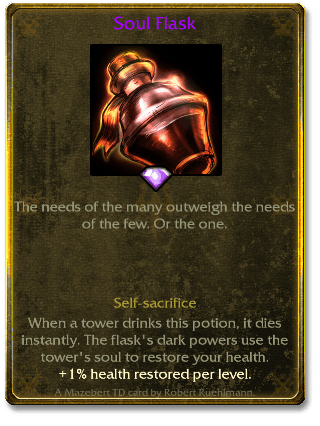 Soul Flask
The needs of the many outweigh the needs
of the few. Or the one.
Self-sacrifice
When a tower drinks this potion, it dies
instantly. The flask's dark powers use the
tower's soul to restore your health.
+1% health restored per level.
A Mazebert TD card by Robert Ruehlmann.